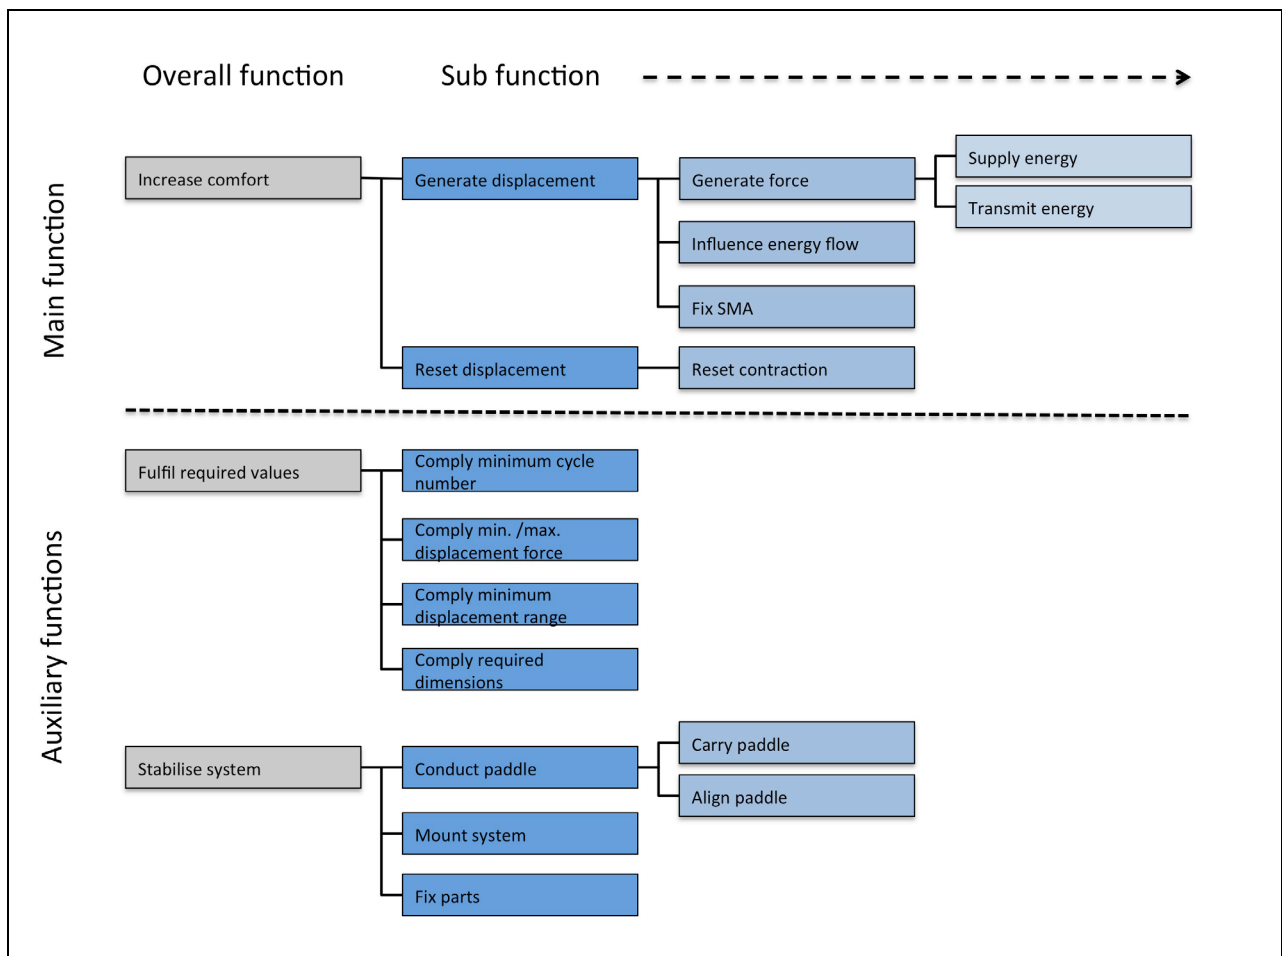 Overall function
Sub function
Main function
Increase comfort
Generate displacement
Generate force
Supply energy
Transmit energy
Influence energy flow
Fix SMA
Reset displacement
Reset contraction
Auxiliary functions
Fulfil required values
Comply minimum cycle
number
Comply min. /max.
displacement force
Comply minimum
displacement range
Comply required
dimensions
Stabilise system
Conduct paddle
Carry paddle
Align paddle
Mount system
Fix parts